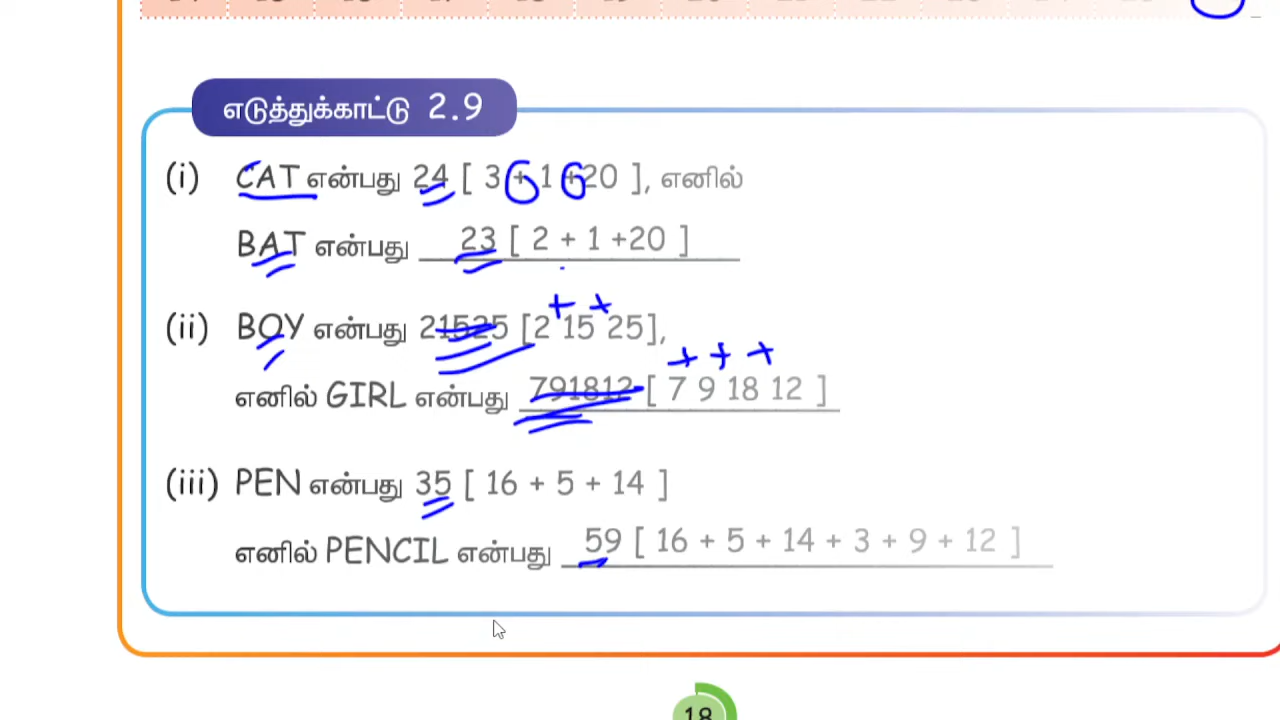 எடுத்துக்காட்டு 2.9
(i) CAT என்பது 24 [ 3 + 1 +20 ], எனில்
BAT என்பது 23 [ 2 + 1 +20 ]
(ii) BOY என்பது 21525 [2 15 25],
எனில் GIRL என்பது 791812 [ 7 9 18 12 ]
(iii) PEN என்பது 35 [ 16 + 5 + 14 ]
எனில் PENCIL என்பது 59 [ 16 + 5 + 14 + 3 + 9 + 12 ]
18